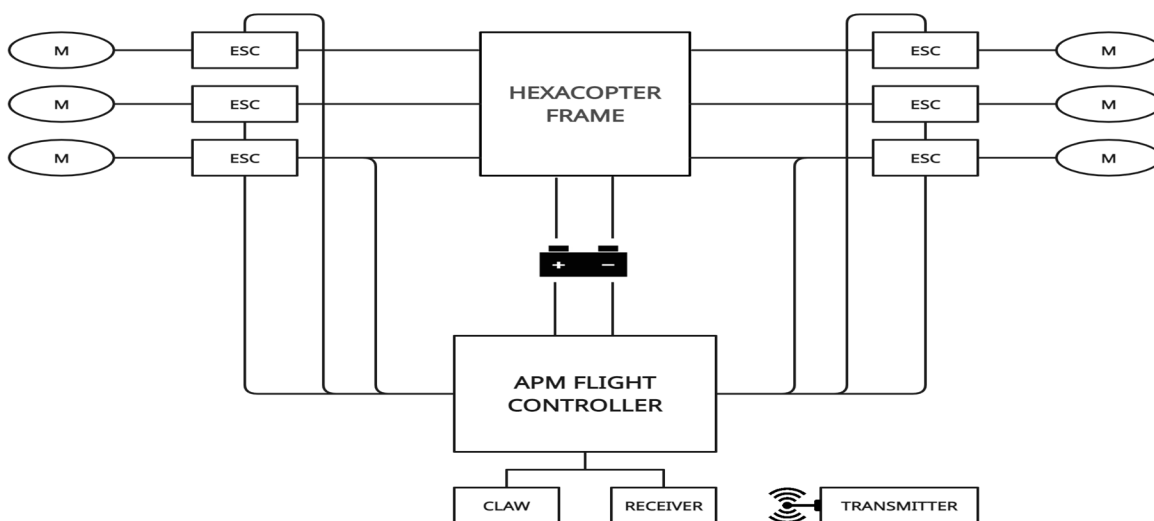 M ESC ESC M
HEXACOPTER
FRAME
M ESC ESC M
M ESC ESC M
+ −
APM FLIGHT
CONTROLLER
CLAW RECEIVER TRANSMITTER